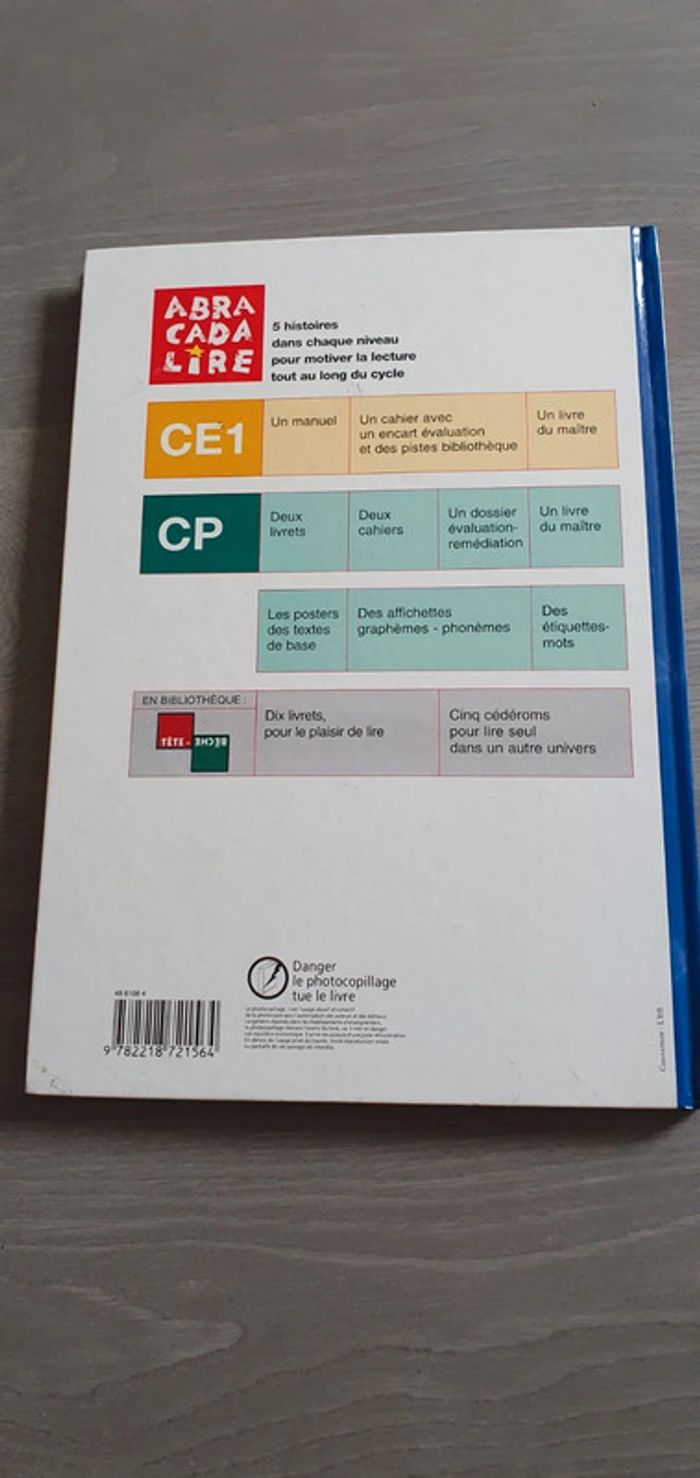 ABRA
CADA
LIRE
5 histoires
dans chaque niveau
pour motiver la lecture
tout au long du cycle
CE1
Un manuel
Un cahier avec
un encart évaluation
et des pistes bibliothèque
Un livre
du maître
CP
Deux
livrets
Deux
cahiers
Un dossier
évaluation-
remédiation
Un livre
du maître
Les posters
des textes
de base
Des affichettes
graphèmes - phonèmes
Des
étiquettes-
mots
EN BIBLIOTHÈQUE :
TÊTE-
BÊCHE
Dix livrets,
pour le plaisir de lire
Cinq cédéroms
pour lire seul
dans un autre univers
Danger
le photocopillage
tue le livre
9 782218 721564